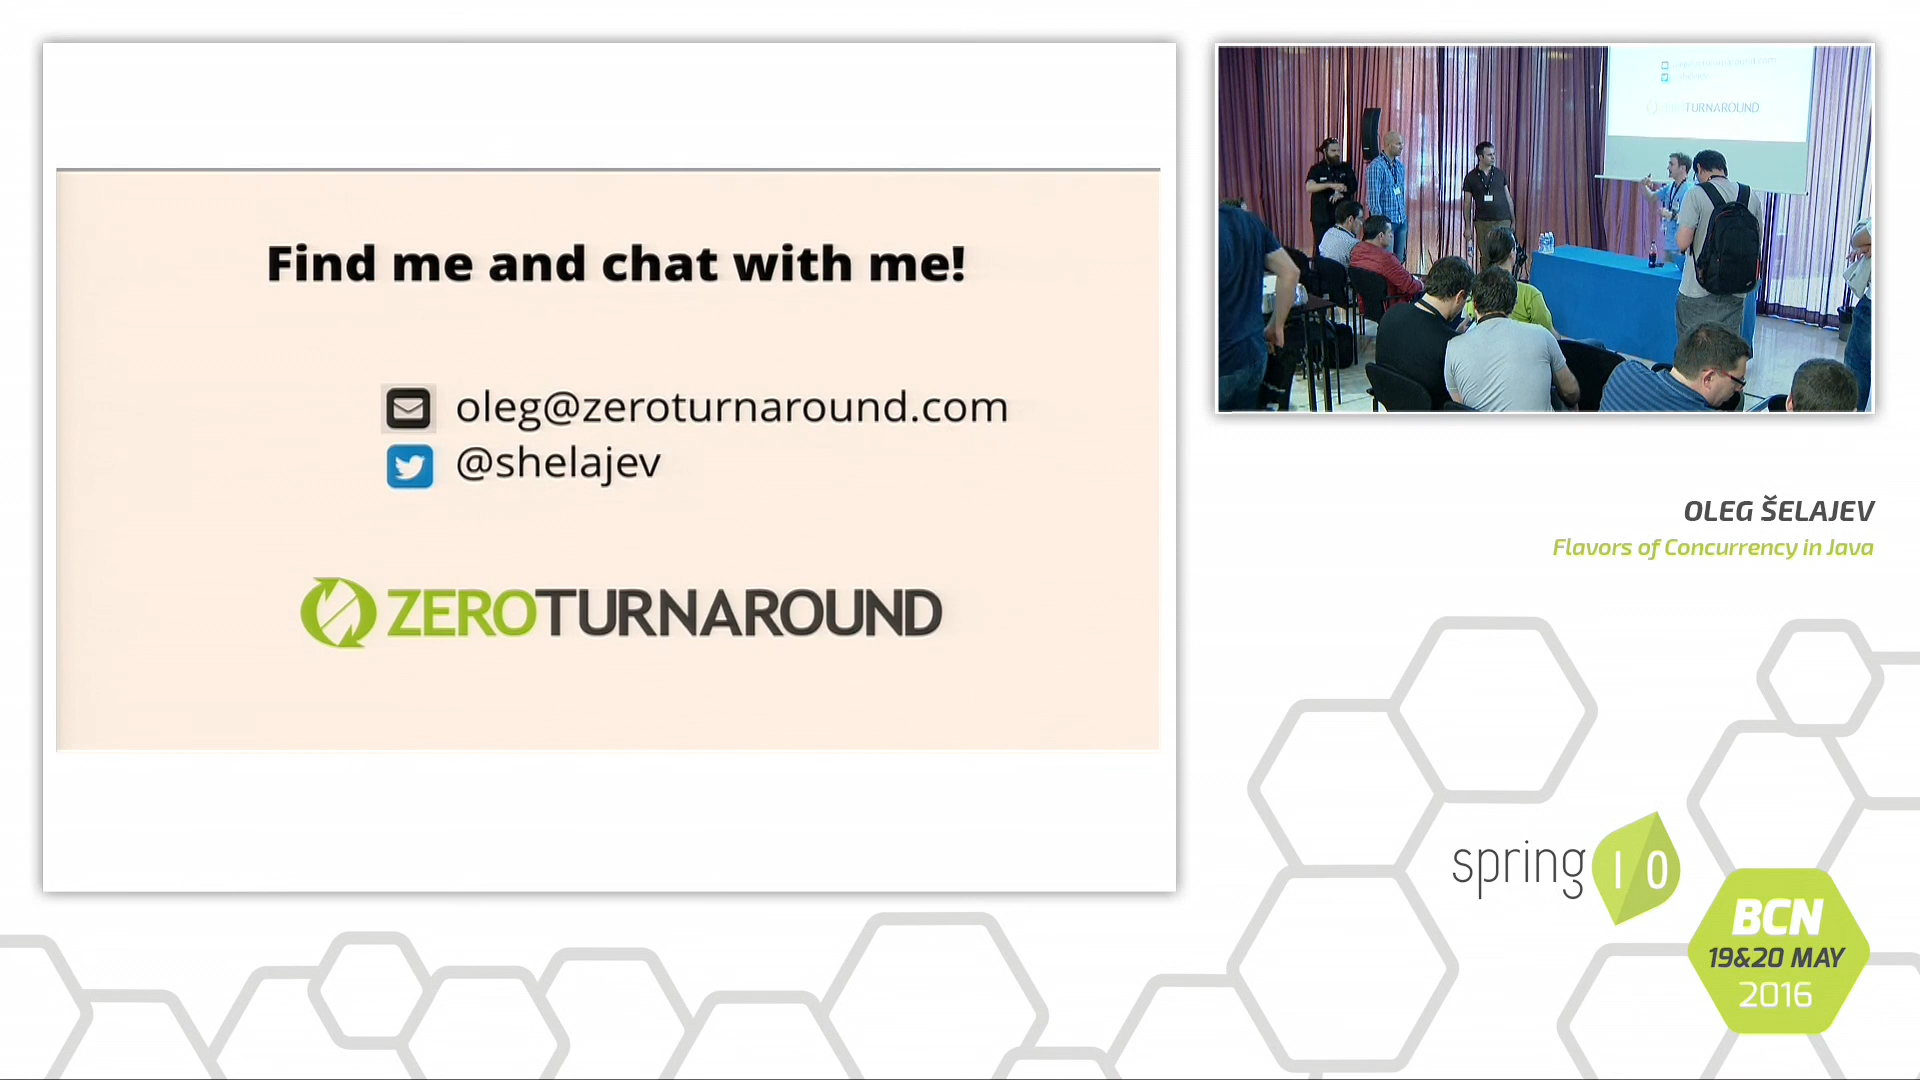 Find me and chat with me!
oleg@zeroturnaround.com
@shelajev
ZEROTURNAROUND
TURNAROUND
OLEG ŠELAJEV
Flavors of Concurrency in Java
spring I/O
BCN
19&20 MAY
2016